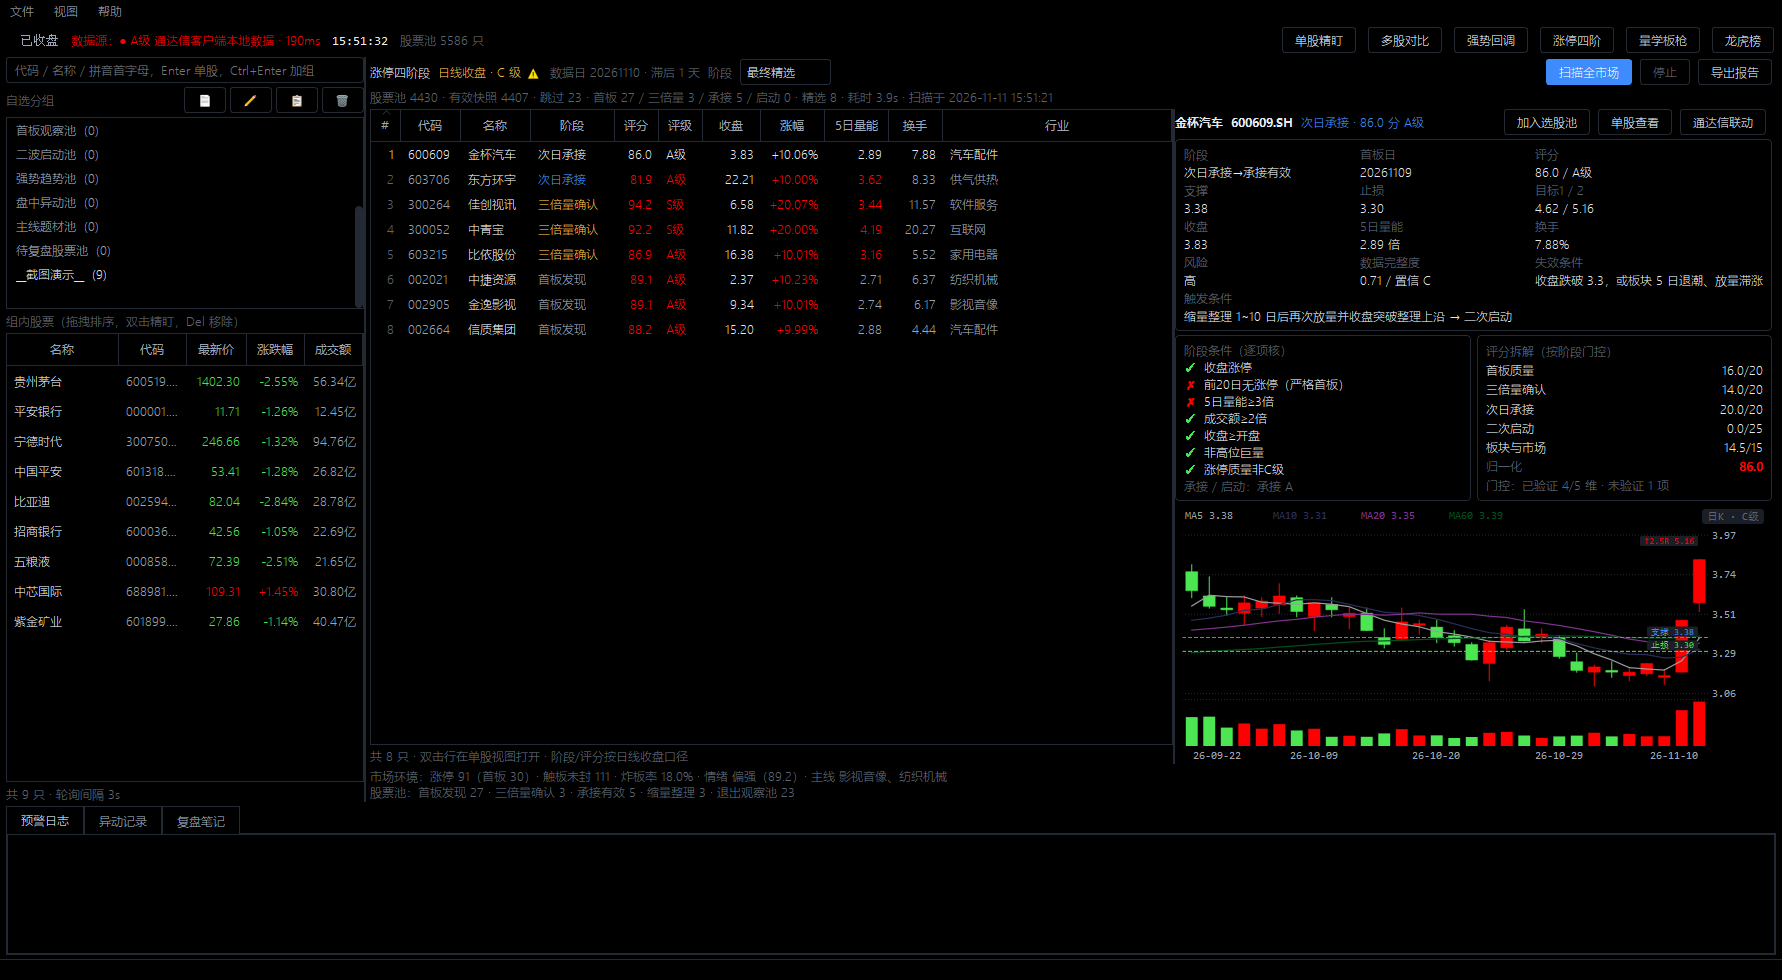 文件 视图 帮助
已收盘 数据源: ● A级 通达信客户端本地数据 · 190ms 15:51:32 股票池 5586 只
单股精盯 多股对比 强势回调 涨停四阶 量学板枪 龙虎榜
代码 / 名称 / 拼音首字母，Enter 单股，Ctrl+Enter 加组
自选分组
首板观察池 (0)
二波启动池 (0)
强势趋势池 (0)
盘中异动池 (0)
主线题材池 (0)
待复盘股票池 (0)
__截图演示__ (9)
组内股票（拖拽排序，双击精盯，Del 移除）
名称 代码 最新价 涨跌幅 成交额
贵州茅台 600519.... 1402.30 -2.55% 56.34亿
平安银行 000001.... 11.71 -1.26% 12.45亿
宁德时代 300750... 246.66 -1.32% 94.76亿
中国平安 601318.... 53.41 -1.28% 26.82亿
比亚迪 002594... 82.04 -2.84% 28.78亿
招商银行 600036... 42.56 -1.05% 22.69亿
五粮液 000858... 72.39 -2.51% 21.65亿
中芯国际 688981.... 109.31 +1.45% 30.80亿
紫金矿业 601899.... 27.86 -1.14% 40.47亿
共 9 只 · 轮询间隔 3s
涨停四阶段 日线收盘 · C 级 ⚠ 数据日 20261110 · 滞后 1 天 阶段 最终精选
扫描全市场 停止 导出报告
股票池 4430 · 有效快照 4407 · 跳过 23 · 首板 27 / 三倍量 3 / 承接 5 / 启动 0 · 精选 8 · 耗时 3.9s · 扫描于 2026-11-11 15:51:21
# 代码 名称 阶段 评分 评级 收盘 涨幅 5日量能 换手 行业
1 600609 金杯汽车 次日承接 86.0 A级 3.83 +10.06% 2.89 7.88 汽车配件
2 603706 东方环宇 次日承接 81.9 A级 22.21 +10.00% 3.62 8.33 供气供热
3 300264 佳创视讯 三倍量确认 94.2 S级 6.58 +20.07% 3.44 11.57 软件服务
4 300052 中青宝 三倍量确认 92.2 S级 11.82 +20.00% 4.19 20.27 互联网
5 603215 比依股份 三倍量确认 86.9 A级 16.38 +10.01% 3.16 5.52 家用电器
6 002021 中捷资源 首板发现 89.1 A级 2.37 +10.23% 2.71 6.37 纺织机械
7 002905 金逸影视 首板发现 89.1 A级 9.34 +10.01% 2.74 6.17 影视音像
8 002664 信质集团 首板发现 88.2 A级 15.20 +9.99% 2.88 4.44 汽车配件
共 8 只 · 双击行在单股视图打开 · 阶段/评分按日线收盘口径
市场环境: 涨停 91（首板 30）· 触板未封 111 · 炸板率 18.0% · 情绪 偏强（89.2）· 主线 影视音像、纺织机械
股票池: 首板发现 27 · 三倍量确认 3 · 承接有效 5 · 缩量整理 3 · 退出观察池 23
金杯汽车 600609.SH 次日承接 · 86.0 分 A级 加入选股池 单股查看 通达信联动
阶段 首板日 评分
次日承接→承接有效 20261109 86.0 / A级
支撑 止损 目标1 / 2
3.38 3.30 4.62 / 5.16
收盘 5日量能 换手
3.83 2.89 倍 7.88%
风险 数据完整度 失效条件
高 0.71 / 置信 C 收盘跌破 3.3，或板块 5 日退潮、放量滞涨
触发条件
缩量整理 1~10 日后再次放量并收盘突破整理上沿 → 二次启动
阶段条件（逐项核）
✓ 收盘涨停
✗ 前20日无涨停（严格首板）
✗ 5日量能≥3倍
✓ 成交额≥2倍
✓ 收盘≥开盘
✓ 非高位巨量
✓ 涨停质量非C级
承接 / 启动: 承接 A
评分拆解（按阶段门控）
首板质量 16.0/20
三倍量确认 14.0/20
次日承接 20.0/20
二次启动 0.0/25
板块与市场 14.5/15
归一化 86.0
门控: 已验证 4/5 维 · 未验证 1 项
MA5 3.38 MA10 3.31 MA20 3.35 MA60 3.39 日K · C级
↑2.5R 5.16
3.97
3.74
3.51
支撑 3.38
止损 3.30
3.29
3.06
26-09-22 26-10-09 26-10-20 26-10-29 26-11-10
预警日志 异动记录 复盘笔记